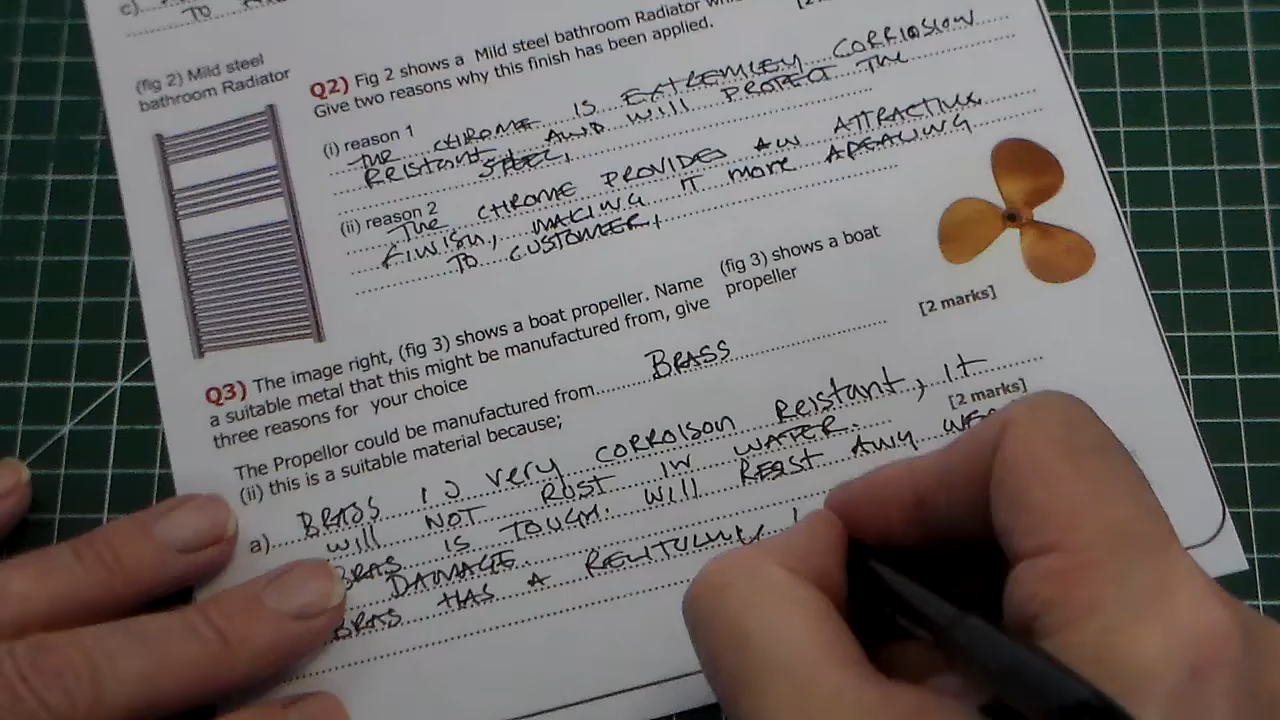 c)
TO
(fig 2) Mild steel
bathroom Radiator
Q2) Fig 2 shows a Mild steel bathroom Radiator
Give two reasons why this finish has been applied.
(i) reason 1
THE CHROME IS EXTREMLEY CORRIOSION
REISTANT AND WILL PROTECT THE
STEEL.
(ii) reason 2
THE CHROME PROVIDES AN ATTRACTIVE
FINISH, MAKING IT MORE APEALING
TO CUSTOMER.
Q3) The image right, (fig 3) shows a boat propeller. Name
a suitable metal that this might be manufactured from, give
three reasons for your choice
(fig 3) shows a boat
propeller
[2 marks]
The Propellor could be manufactured from BRASS
(ii) this is a suitable material because;
[2 marks]
a) BRASS IS very CORROISON REISTANT, IT
WILL NOT RUST IN WATER.
BRAS IS TOUGH. WILL RESIST ANY
DAMAGE
BRAS HAS A